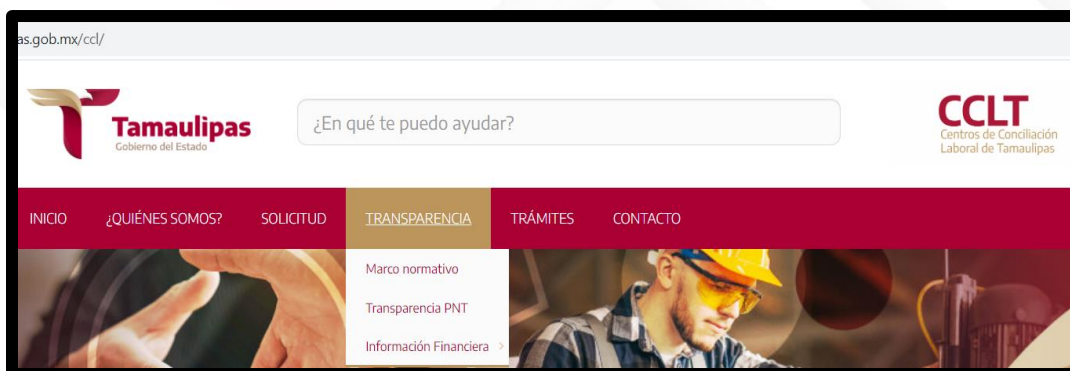 as.gob.mx/ccl/
Tamaulipas
Gobierno del Estado
¿En qué te puedo ayudar?
CCLT
Centros de Conciliación
Laboral de Tamaulipas
INICIO ¿QUIÉNES SOMOS? SOLICITUD TRANSPARENCIA TRÁMITES CONTACTO
Marco normativo
Transparencia PNT
Información Financiera >